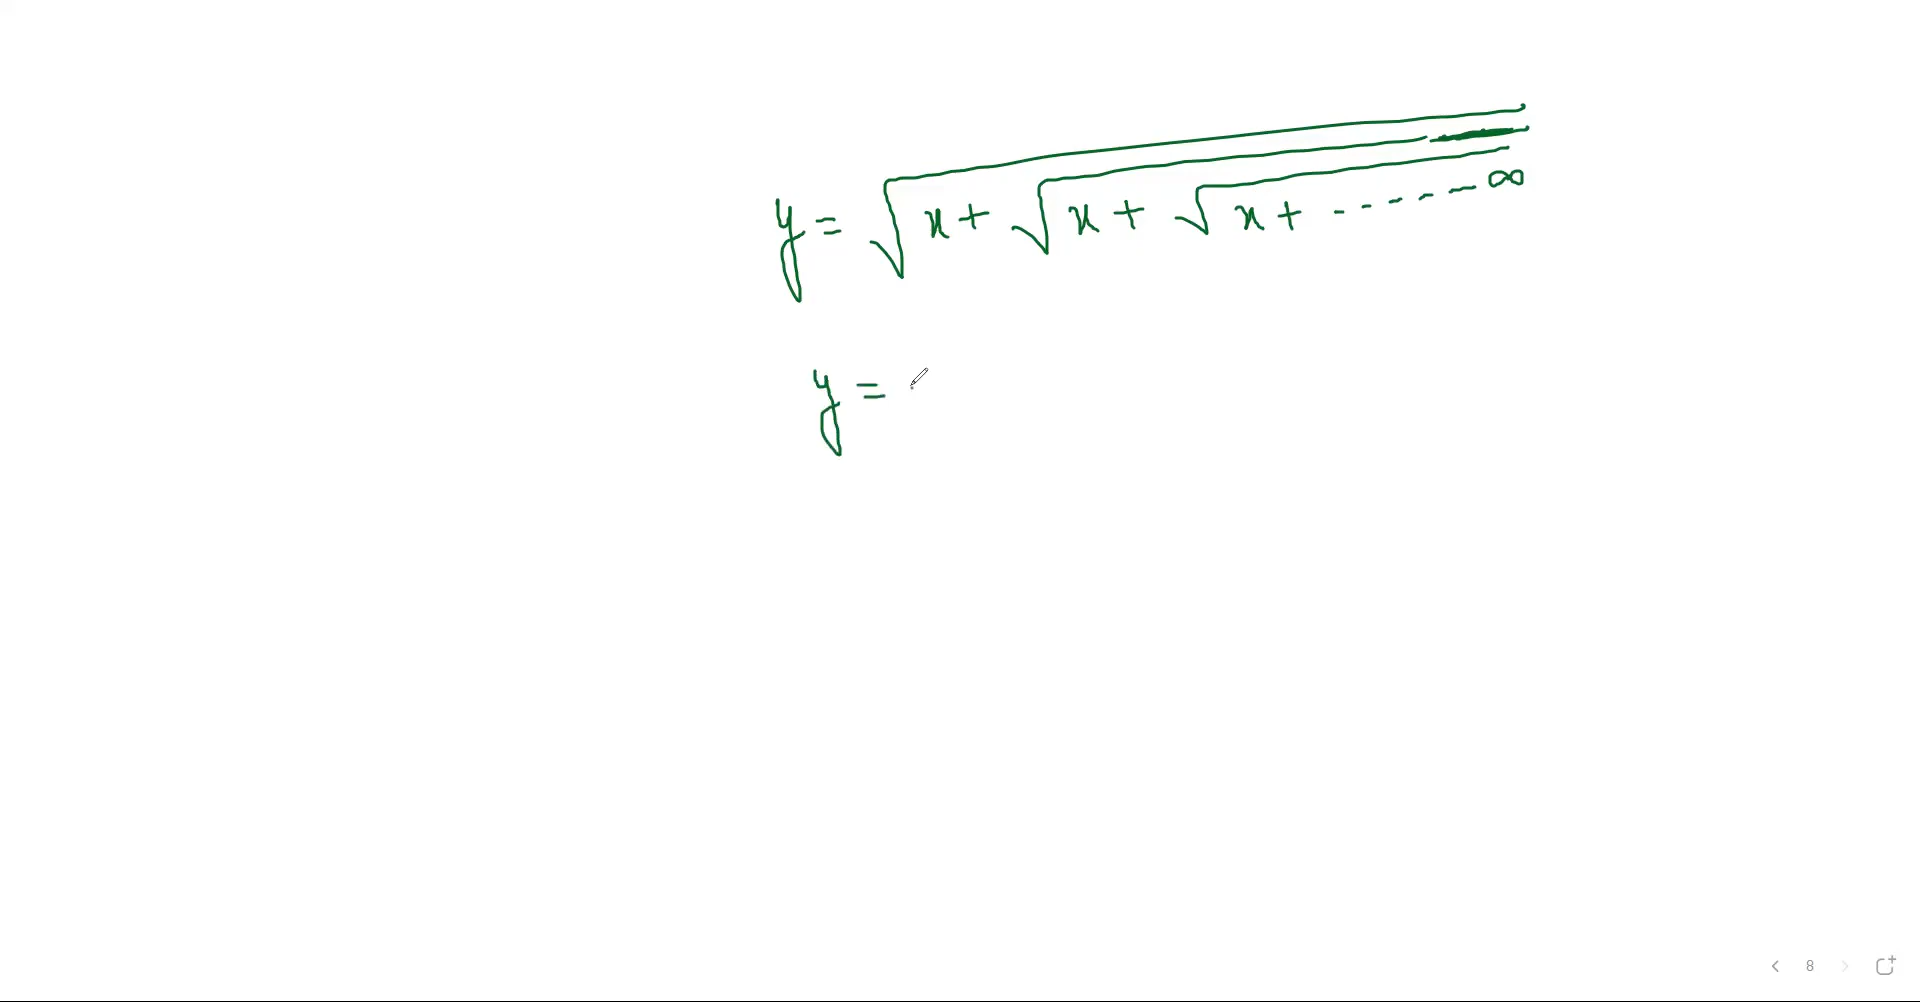 y = √(x + √(x + √(x + ------- ∞
y =
8